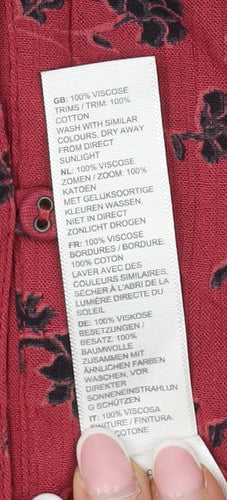 GB: 100% VISCOSE
TRIMS / TRIM: 100%
COTTON
WASH WITH SIMILAR
COLOURS, DRY AWAY
FROM DIRECT
SUNLIGHT
NL: 100% VISCOSE
ZOMEN / ZOOM: 100%
KATOEN
MET GELIJKSOORTIGE
KLEUREN WASSEN.
NIET IN DIRECT
ZONLICHT DROGEN
FR: 100% VISCOSE
BORDURES / BORDURE:
100% COTON
LAVER AVEC DES
COULEURS SIMILAIRES,
SÉCHER À L'ABRI DE LA
LUMIÈRE DIRECTE DU
SOLEIL
DE: 100% VISKOSE
BESETZUNGEN /
BESATZ: 100%
BAUMWOLLE
ZUSAMMEN MIT
ÄHNLICHEN FARBEN
WASCHEN, VOR
DIREKTER
SONNENEINSTRAHLUN
G SCHÜTZEN
IT: 100% VISCOSA
FINITURE / FINITURA:
COTONE